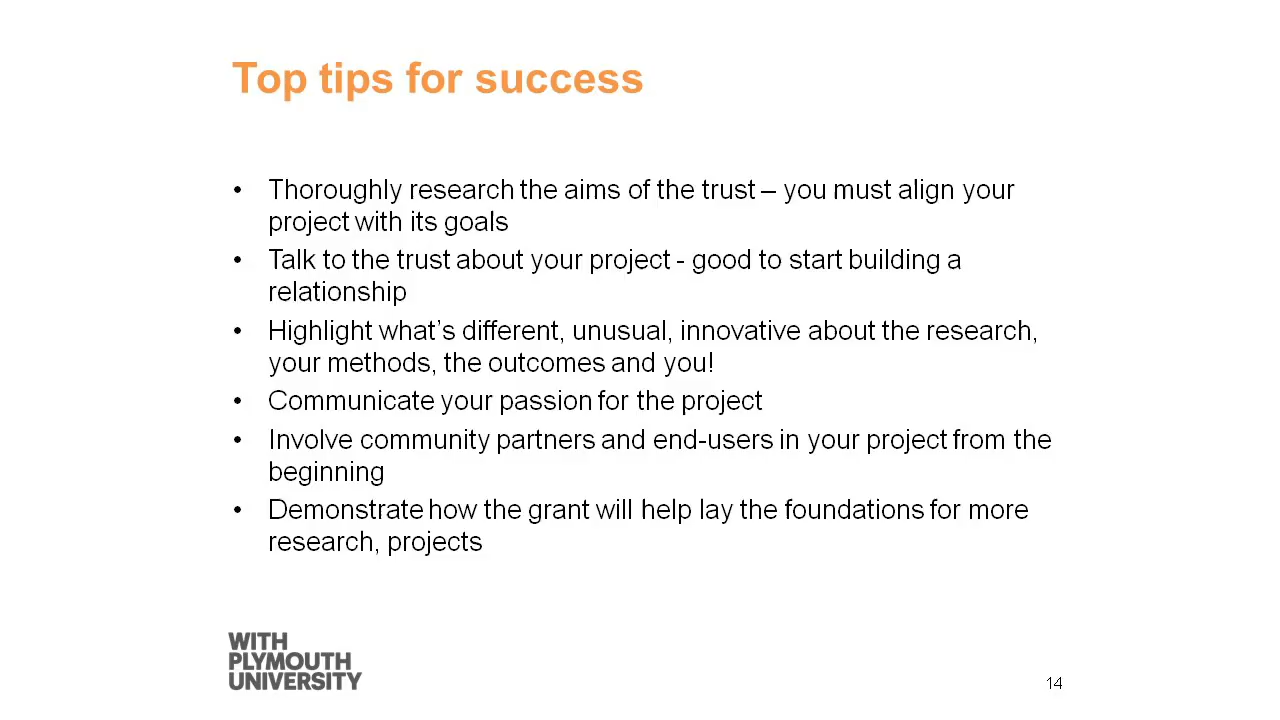 Top tips for success
• Thoroughly research the aims of the trust – you must align your
project with its goals
• Talk to the trust about your project - good to start building a
relationship
• Highlight what’s different, unusual, innovative about the research,
your methods, the outcomes and you!
• Communicate your passion for the project
• Involve community partners and end-users in your project from the
beginning
• Demonstrate how the grant will help lay the foundations for more
research, projects
WITH
PLYMOUTH
UNIVERSITY
14